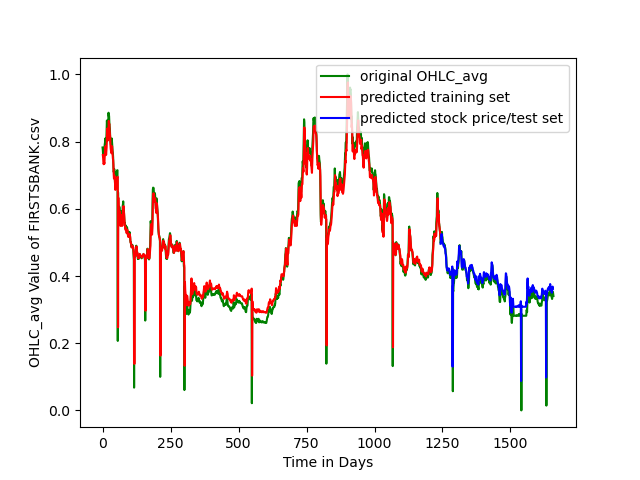 original OHLC_avg
predicted training set
predicted stock price/test set
OHLC_avg Value of FIRSTSBANK.csv
1.0
0.8
0.6
0.4
0.2
0.0
0 250 500 750 1000 1250 1500
Time in Days